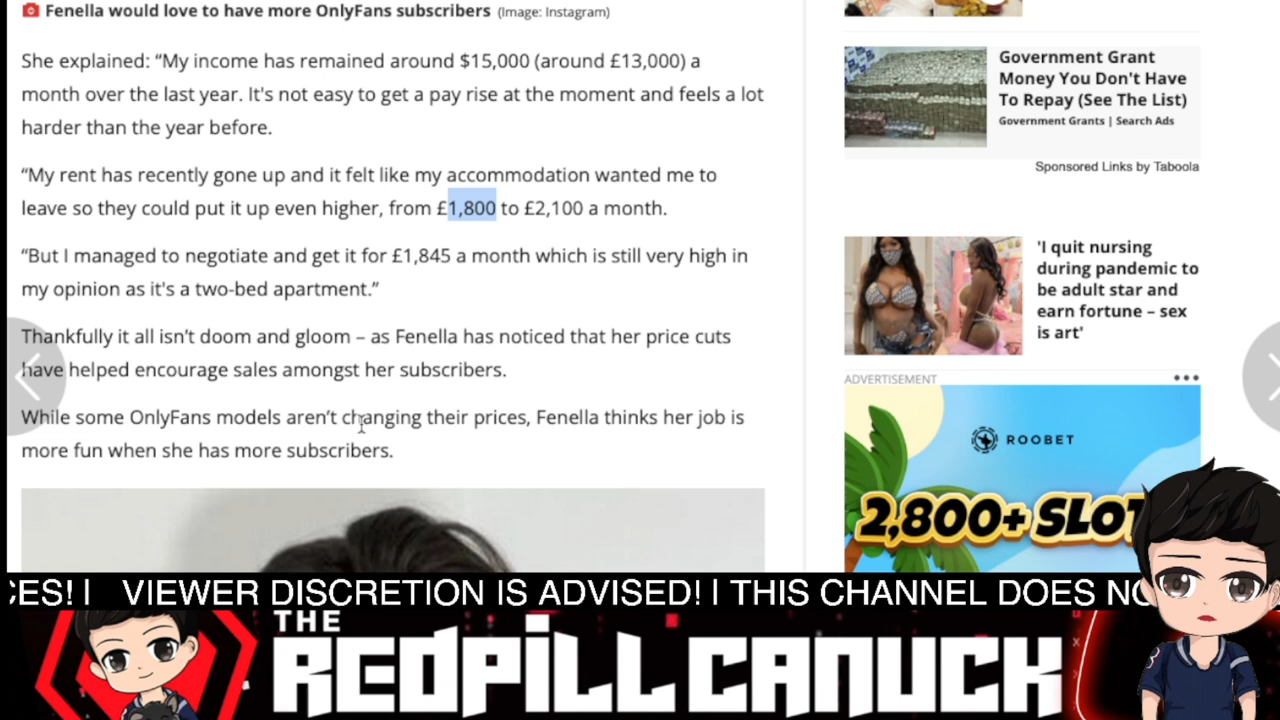 Fenella would love to have more OnlyFans subscribers (Image: Instagram)
She explained: “My income has remained around $15,000 (around £13,000) a
month over the last year. It's not easy to get a pay rise at the moment and feels a lot
harder than the year before.
“My rent has recently gone up and it felt like my accommodation wanted me to
leave so they could put it up even higher, from £1,800 to £2,100 a month.
“But I managed to negotiate and get it for £1,845 a month which is still very high in
my opinion as it's a two-bed apartment.”
Thankfully it all isn’t doom and gloom – as Fenella has noticed that her price cuts
have helped encourage sales amongst her subscribers.
While some OnlyFans models aren’t changing their prices, Fenella thinks her job is
more fun when she has more subscribers.
Government Grant
Money You Don't Have
To Repay (See The List)
Government Grants | Search Ads
Sponsored Links by Taboola
'I quit nursing
during pandemic to
be adult star and
earn fortune – sex
is art'
ADVERTISEMENT
ROOBET
2,800+ SLOT
CES! | VIEWER DISCRETION IS ADVISED! | THIS CHANNEL DOES NO
THE
REDPILL CANUCK